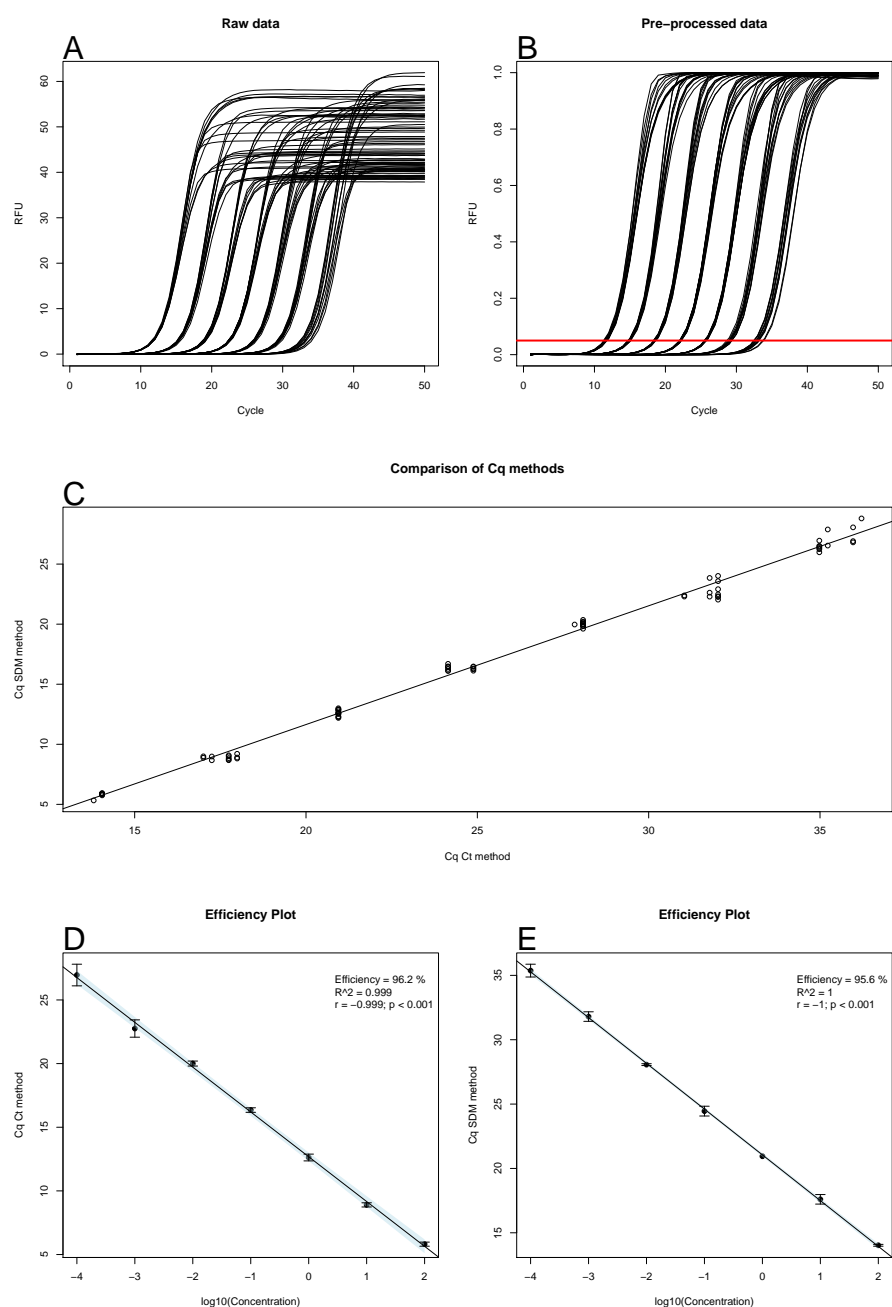 Raw data
A
60
50
40
30
20
10
0
RFU
0 10 20 30 40 50
Cycle
Pre−processed data
B
1.0
0.8
0.6
0.4
0.2
0.0
RFU
0 10 20 30 40 50
Cycle
Comparison of Cq methods
C
25
20
15
10
5
Cq SDM method
15 20 25 30 35
Cq Ct method
Efficiency Plot
D
Efficiency = 96.2 %
R^2 = 0.999
r = −0.999; p < 0.001
25
20
15
10
5
Cq Ct method
−4 −3 −2 −1 0 1 2
log10(Concentration)
Efficiency Plot
E
Efficiency = 95.6 %
R^2 = 1
r = −1; p < 0.001
35
30
25
20
15
Cq SDM method
−4 −3 −2 −1 0 1 2
log10(Concentration)